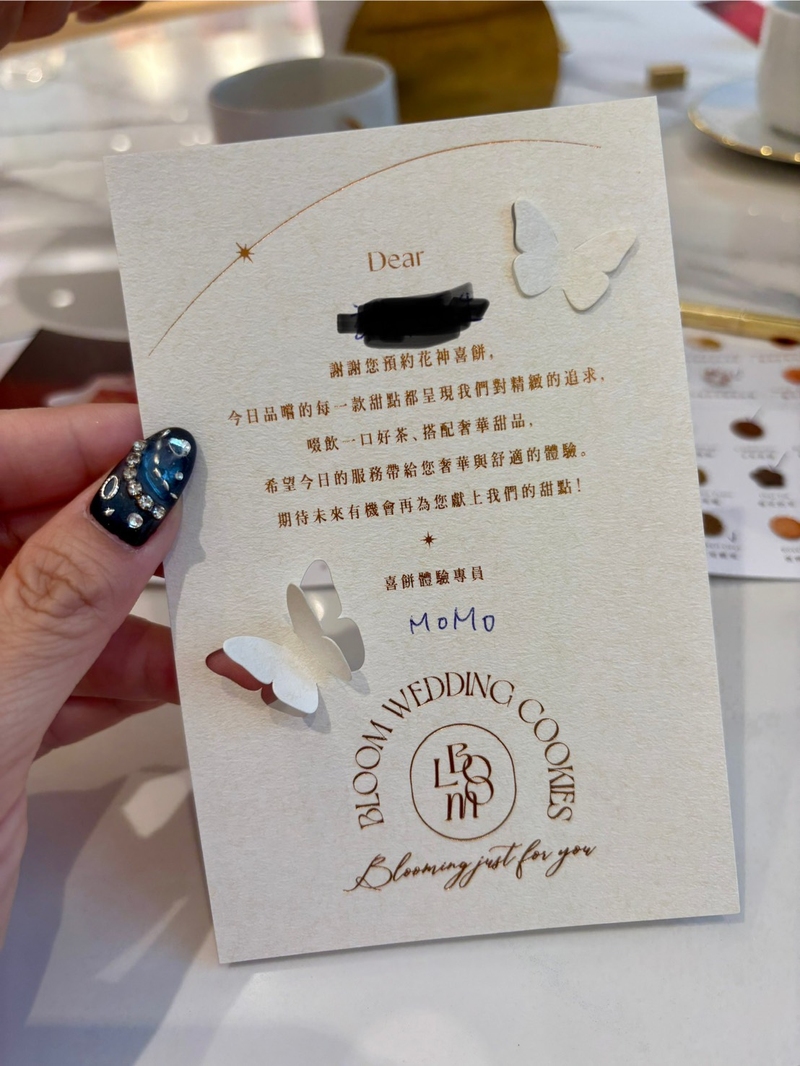 Dear
謝謝您預約花神喜餅，
今日品嚐的每一款甜點都呈現我們對精緻的追求，
啜飲一口好茶、搭配奢華甜品，
希望今日的服務帶給您奢華與舒適的體驗。
期待未來有機會再為您獻上我們的甜點！
喜餅體驗專員
MoMo
BLOOM WEDDING COOKIES
BLOOM
Blooming just for you